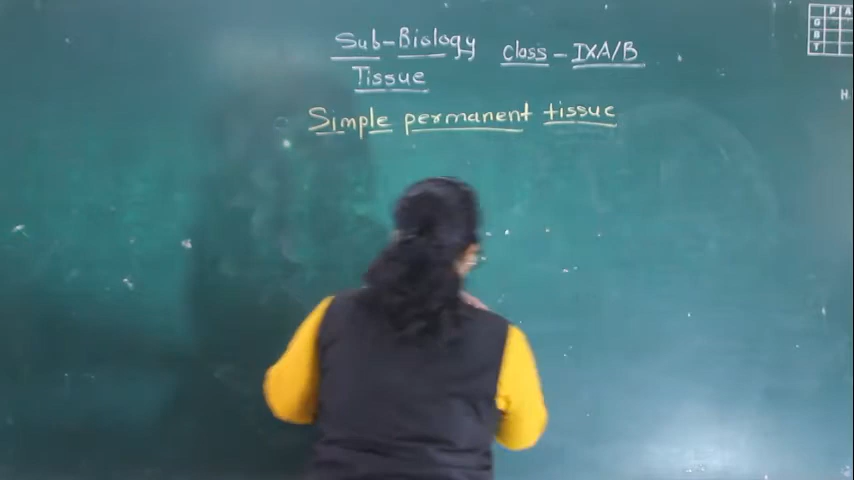 Sub-Biology Class - IXA/B
Tissue
Simple permanent tissue
P A
G
B
T
H